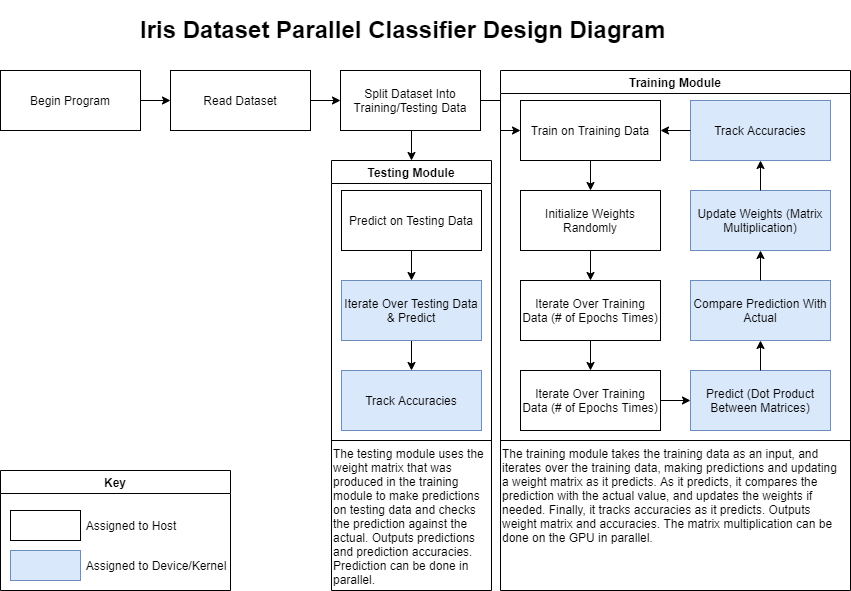 Iris Dataset Parallel Classifier Design Diagram
Begin Program
Read Dataset
Split Dataset Into
Training/Testing Data
Training Module
Train on Training Data
Track Accuracies
Initialize Weights
Randomly
Update Weights (Matrix
Multiplication)
Iterate Over Training
Data (# of Epochs Times)
Compare Prediction With
Actual
Iterate Over Training
Data (# of Epochs Times)
Predict (Dot Product
Between Matrices)
The training module takes the training data as an input, and
iterates over the training data, making predictions and updating
a weight matrix as it predicts. As it predicts, it compares the
prediction with the actual value, and updates the weights if
needed. Finally, it tracks accuracies as it predicts. Outputs
weight matrix and accuracies. The matrix multiplication can be
done on the GPU in parallel.
Testing Module
Predict on Testing Data
Iterate Over Testing Data
& Predict
Track Accuracies
The testing module uses the
weight matrix that was
produced in the training
module to make predictions
on testing data and checks
the prediction against the
actual. Outputs predictions
and prediction accuracies.
Prediction can be done in
parallel.
Key
Assigned to Host
Assigned to Device/Kernel